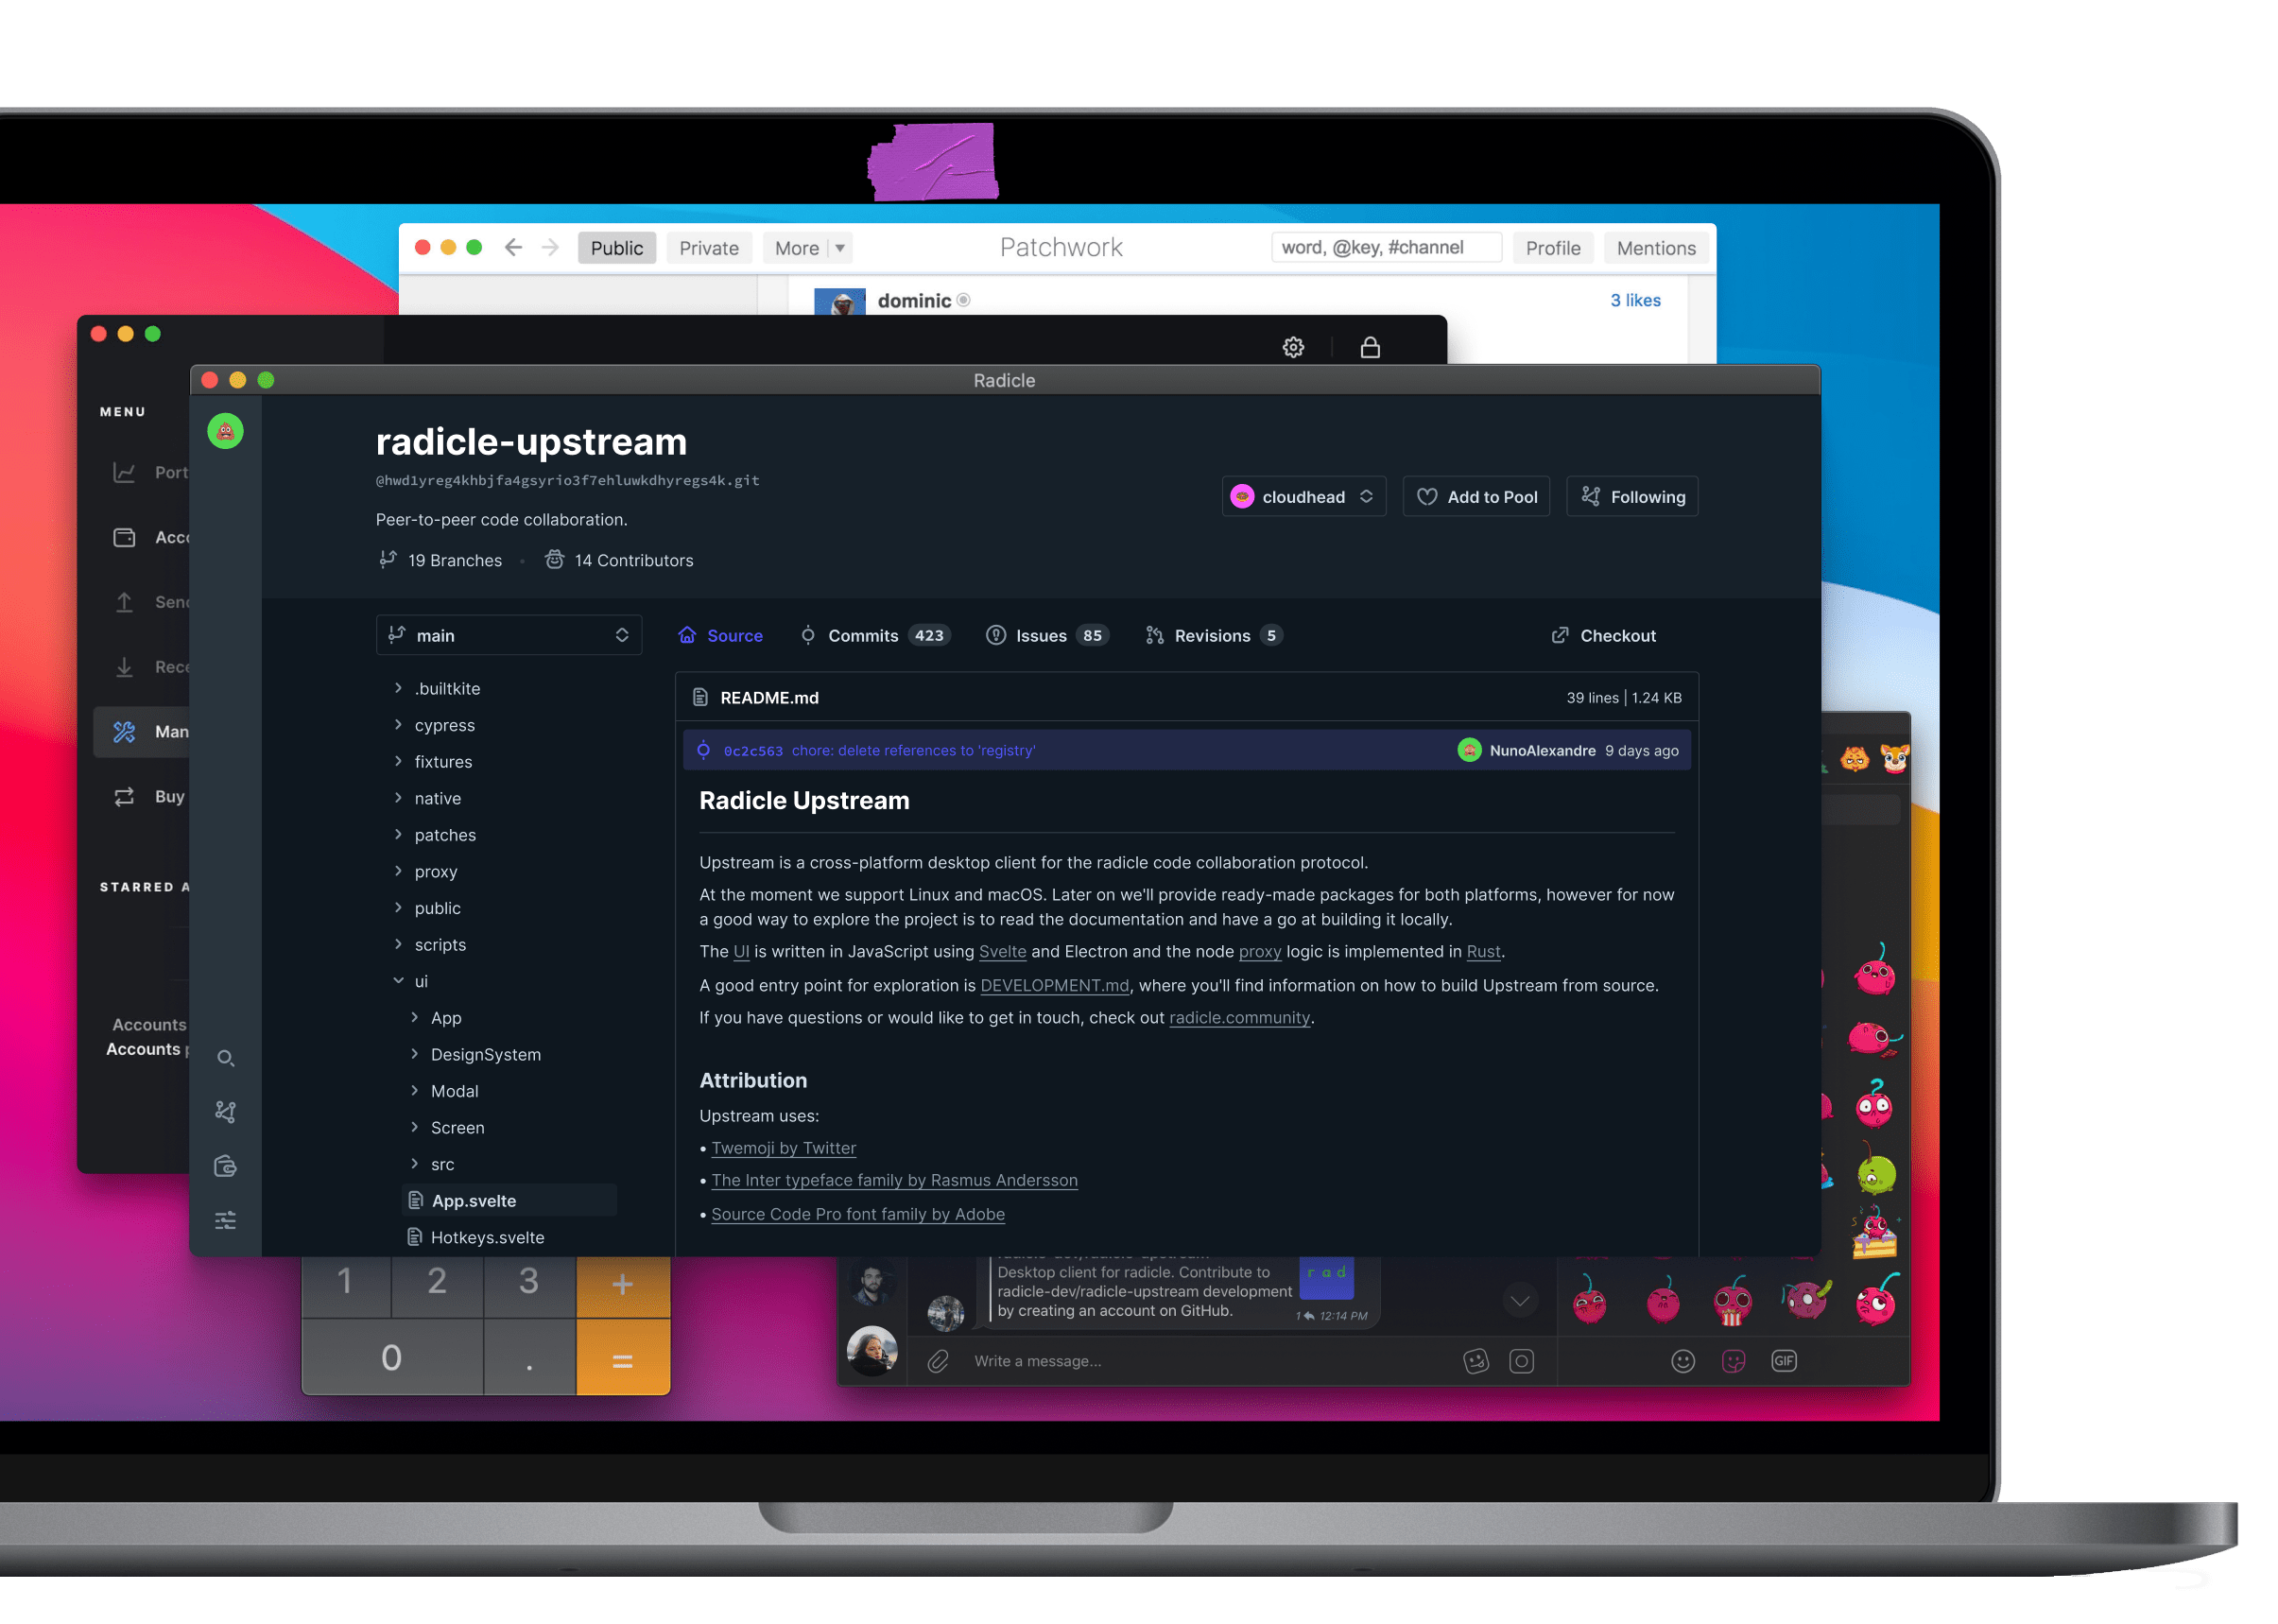 Public
Private
More
Patchwork
word, @key, #channel
Profile
Mentions
dominic
3 likes
MENU
Radicle
radicle-upstream
@hwd1yreg4khbjfa4gsyrio3f7ehluwkdhyregs4k.git
Peer-to-peer code collaboration.
19 Branches
14 Contributors
cloudhead
Add to Pool
Following
Port
Acco
Send
Rece
Man
Buy
STARRED A
Accounts
Accounts p
main
Source
Commits 423
Issues 85
Revisions 5
Checkout
.builtkite
cypress
fixtures
native
patches
proxy
public
scripts
ui
App
DesignSystem
Modal
Screen
src
App.svelte
Hotkeys.svelte
README.md
39 lines | 1.24 KB
0c2c563 chore: delete references to 'registry'
NunoAlexandre 9 days ago
Radicle Upstream
Upstream is a cross-platform desktop client for the radicle code collaboration protocol.
At the moment we support Linux and macOS. Later on we'll provide ready-made packages for both platforms, however for now
a good way to explore the project is to read the documentation and have a go at building it locally.
The UI is written in JavaScript using Svelte and Electron and the node proxy logic is implemented in Rust.
A good entry point for exploration is DEVELOPMENT.md, where you'll find information on how to build Upstream from source.
If you have questions or would like to get in touch, check out radicle.community.
Attribution
Upstream uses:
• Twemoji by Twitter
• The Inter typeface family by Rasmus Andersson
• Source Code Pro font family by Adobe
1 2 3 +
0 . =
Desktop client for radicle. Contribute to
radicle-dev/radicle-upstream development
by creating an account on GitHub.
rad
1 12:14 PM
Write a message...
GIF